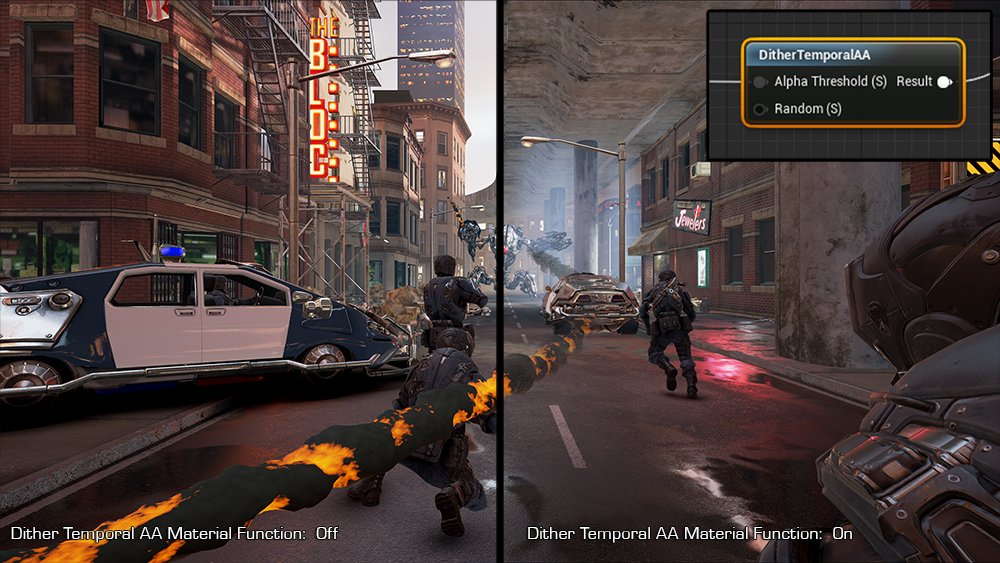 THE
BLOC
DitherTemporalAA
Alpha Threshold (S) Result
Random (S)
Jewelers
Dither Temporal AA Material Function: Off
Dither Temporal AA Material Function: On